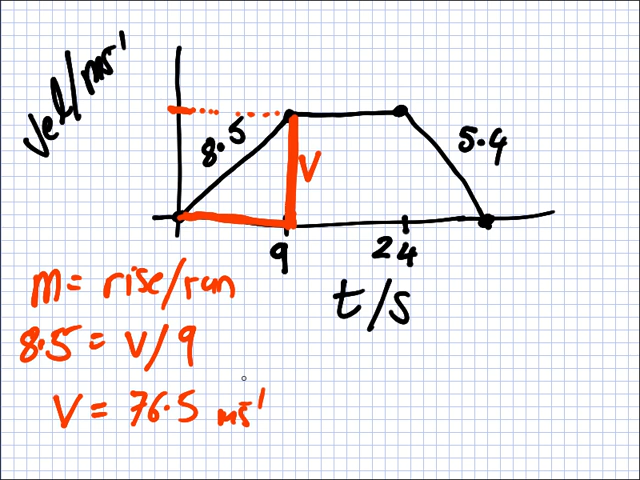 vel/ms⁻¹
8.5
V
5.4
9
24
t/s
m = rise/run
8.5 = V/9
V = 76.5 ms⁻¹